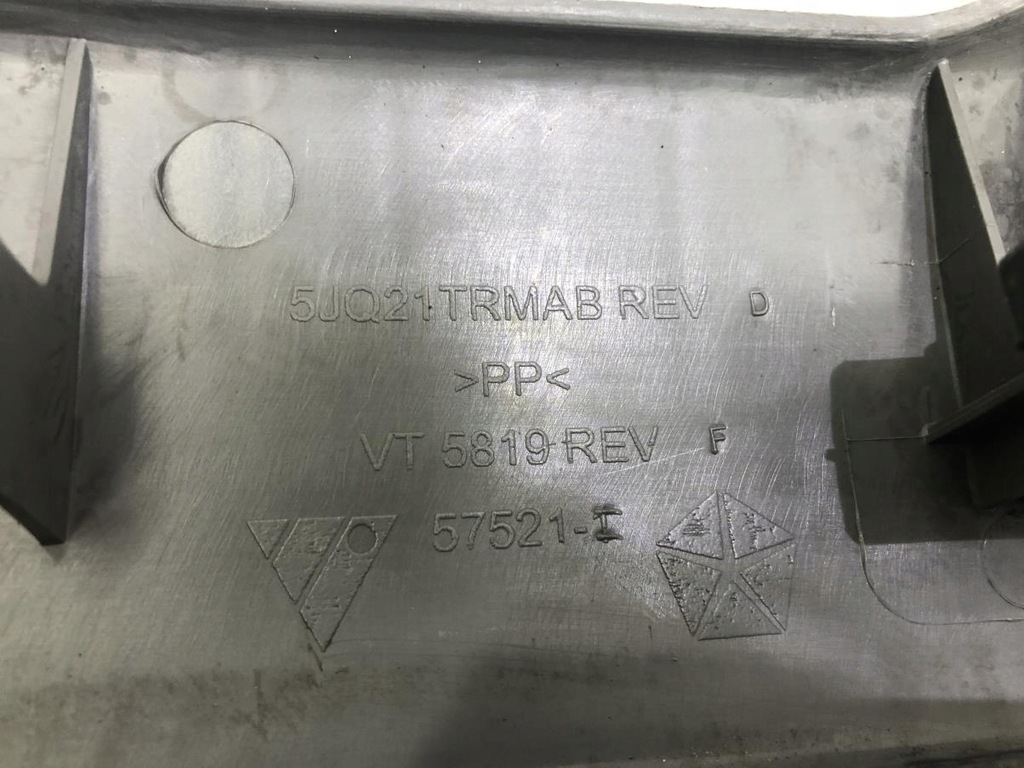 5JQ21TRMAB REV D
>PP<
VT 5819 REV F
57521-I